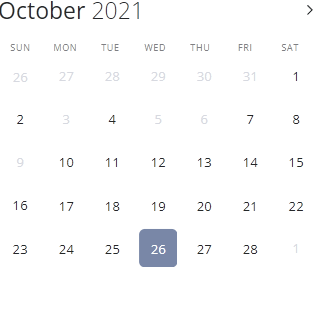 October 2021
SUN MON TUE WED THU FRI SAT
26 27 28 29 30 31 1
2 3 4 5 6 7 8
9 10 11 12 13 14 15
16 17 18 19 20 21 22
23 24 25 26 27 28 1